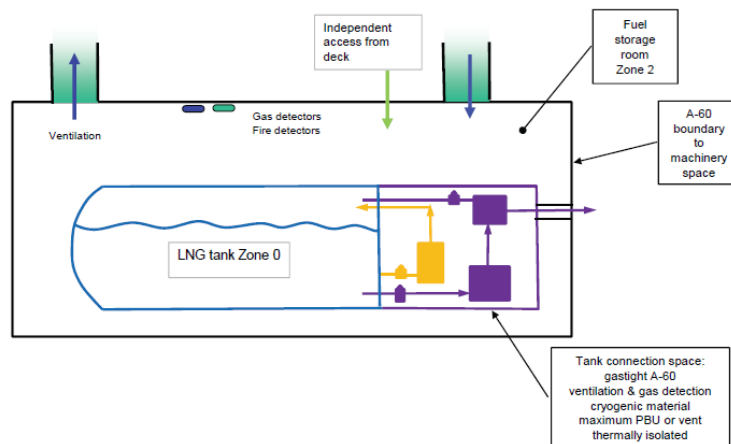 Independent
access from
deck
Fuel
storage
room
Zone 2
Ventilation
Gas detectors
Fire detectors
A-60
boundary
to
machinery
space
LNG tank Zone 0
Tank connection space:
gastight A-60
ventilation & gas detection
cryogenic material
maximum PBU or vent
thermally isolated